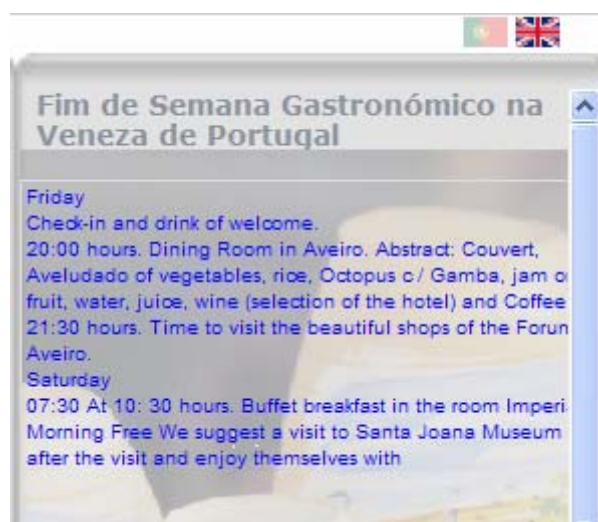 Fim de Semana Gastronómico na
Veneza de Portugal
Friday
Check-in and drink of welcome.
20:00 hours. Dining Room in Aveiro. Abstract: Couvert,
Aveludado of vegetables, rice, Octopus c / Gamba, jam
fruit, water, juice, wine (selection of the hotel) and Coffee
21:30 hours. Time to visit the beautiful shops of the
Aveiro.
Saturday
07:30 At 10: 30 hours. Buffet breakfast in the room
Morning Free We suggest a visit to Santa Joana Museum
after the visit and enjoy themselves with